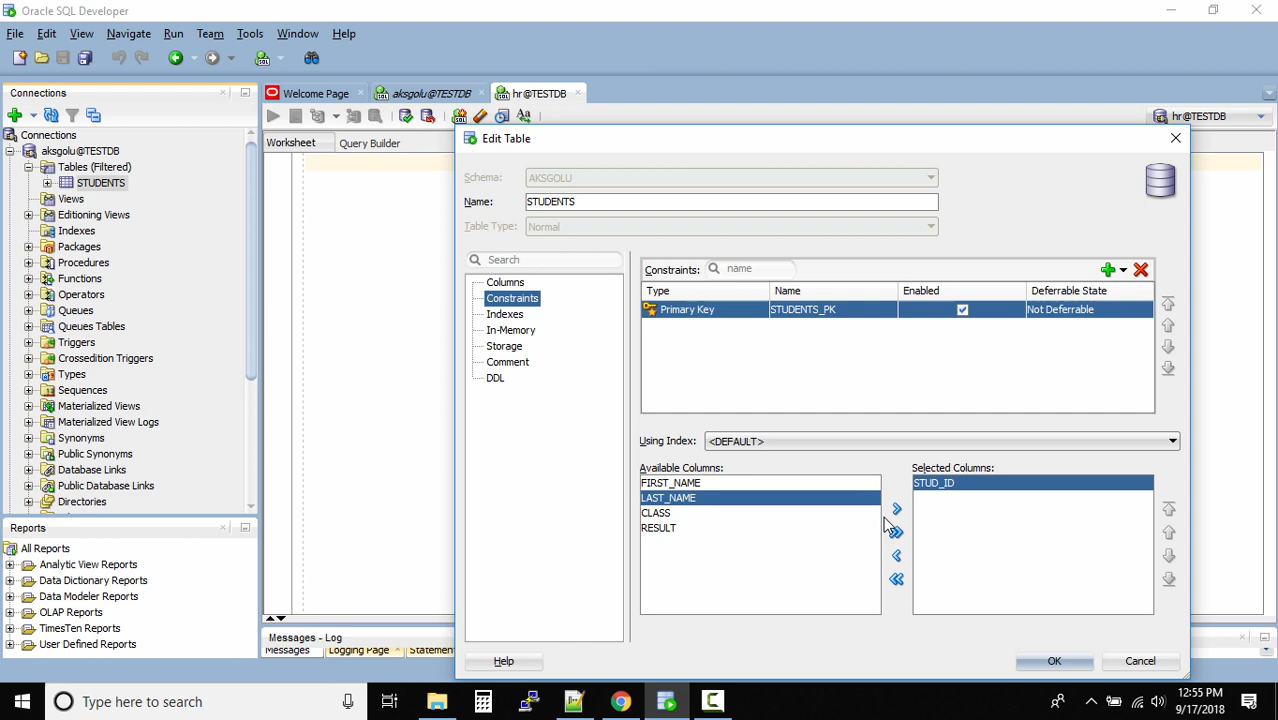 Oracle SQL Developer
File Edit View Navigate Run Team Tools Window Help
Connections
Welcome Page
aksgolu@TESTDB
hr@TESTDB
hr@TESTDB
Worksheet Query Builder
Connections
aksgolu@TESTDB
Tables (Filtered)
STUDENTS
Views
Editioning Views
Indexes
Packages
Procedures
Functions
Operators
Queues
Queues Tables
Triggers
Crossedition Triggers
Types
Sequences
Materialized Views
Materialized View Logs
Synonyms
Public Synonyms
Database Links
Public Database Links
Directories
Reports
All Reports
Analytic View Reports
Data Dictionary Reports
Data Modeler Reports
OLAP Reports
TimesTen Reports
User Defined Reports
Edit Table
Schema: AKSGOLU
Name: STUDENTS
Table Type: Normal
Search
Columns
Constraints
Indexes
In-Memory
Storage
Comment
DDL
Constraints: name
Type Name Enabled Deferrable State
Primary Key STUDENTS_PK Not Deferrable
Using Index: <DEFAULT>
Available Columns:
FIRST_NAME
LAST_NAME
CLASS
RESULT
Selected Columns:
STUD_ID
Help OK Cancel
Messages - Log
Messages Logging Page Statement
Type here to search
12:55 PM
9/17/2018